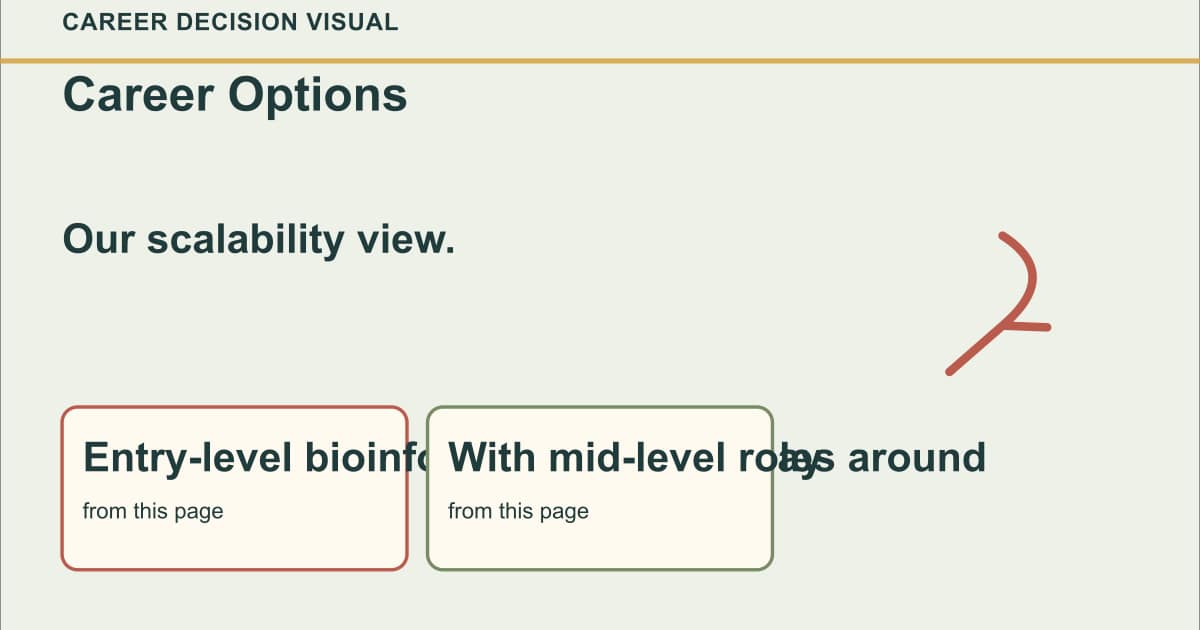 CAREER DECISION VISUAL
Career Options
Our scalability view.
Entry-level
With mid-level roles around
from this page
from this page